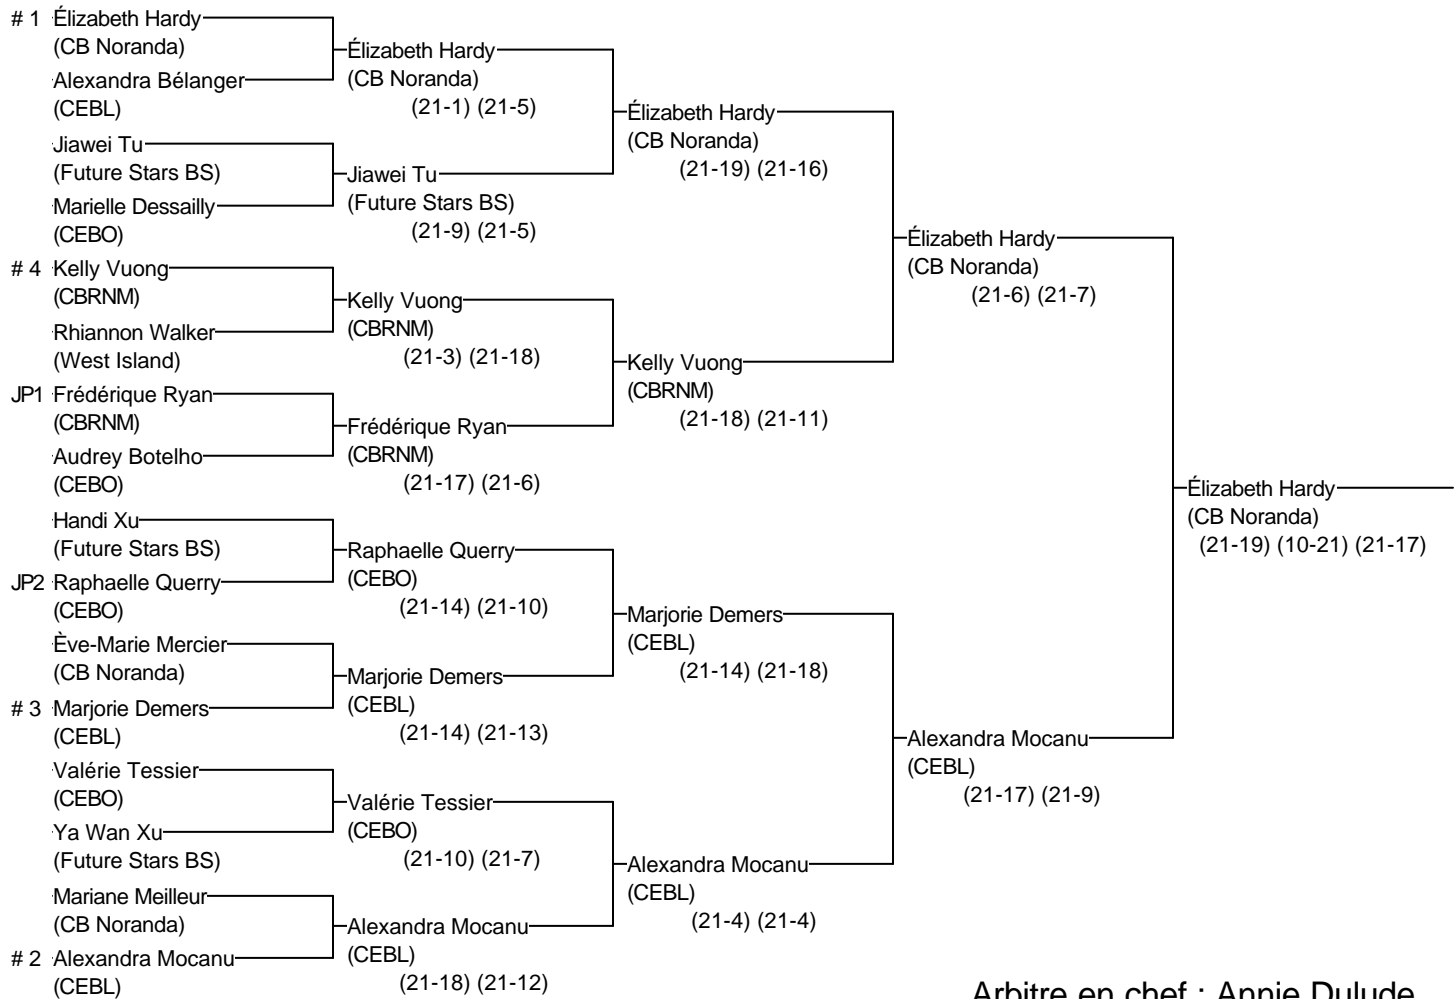 # 1 Élizabeth Hardy
(CB Noranda)
Alexandra Bélanger
(CEBL)
Jiawei Tu
(Future Stars BS)
Marielle Dessailly
(CEBO)
# 4 Kelly Vuong
(CBRNM)
Rhiannon Walker
(West Island)
JP1 Frédérique Ryan
(CBRNM)
Audrey Botelho
(CEBO)
Handi Xu
(Future Stars BS)
JP2 Raphaelle Querry
(CEBO)
Ève-Marie Mercier
(CB Noranda)
# 3 Marjorie Demers
(CEBL)
Valérie Tessier
(CEBO)
Ya Wan Xu
(Future Stars BS)
Mariane Meilleur
(CB Noranda)
# 2 Alexandra Mocanu
(CEBL)
Élizabeth Hardy
(CB Noranda)
(21-1) (21-5)
Jiawei Tu
(Future Stars BS)
(21-9) (21-5)
Kelly Vuong
(CBRNM)
(21-3) (21-18)
Frédérique Ryan
(CBRNM)
(21-17) (21-6)
Raphaelle Querry
(CEBO)
(21-14) (21-10)
Marjorie Demers
(CEBL)
(21-14) (21-13)
Valérie Tessier
(CEBO)
(21-10) (21-7)
Alexandra Mocanu
(CEBL)
(21-18) (21-12)
Élizabeth Hardy
(CB Noranda)
(21-19) (21-16)
Kelly Vuong
(CBRNM)
(21-18) (21-11)
Marjorie Demers
(CEBL)
(21-14) (21-18)
Alexandra Mocanu
(CEBL)
(21-4) (21-4)
Élizabeth Hardy
(CB Noranda)
(21-6) (21-7)
Alexandra Mocanu
(CEBL)
(21-17) (21-9)
Élizabeth Hardy
(CB Noranda)
(21-19) (10-21) (21-17)
Arbitre en chef : Annie Dulude